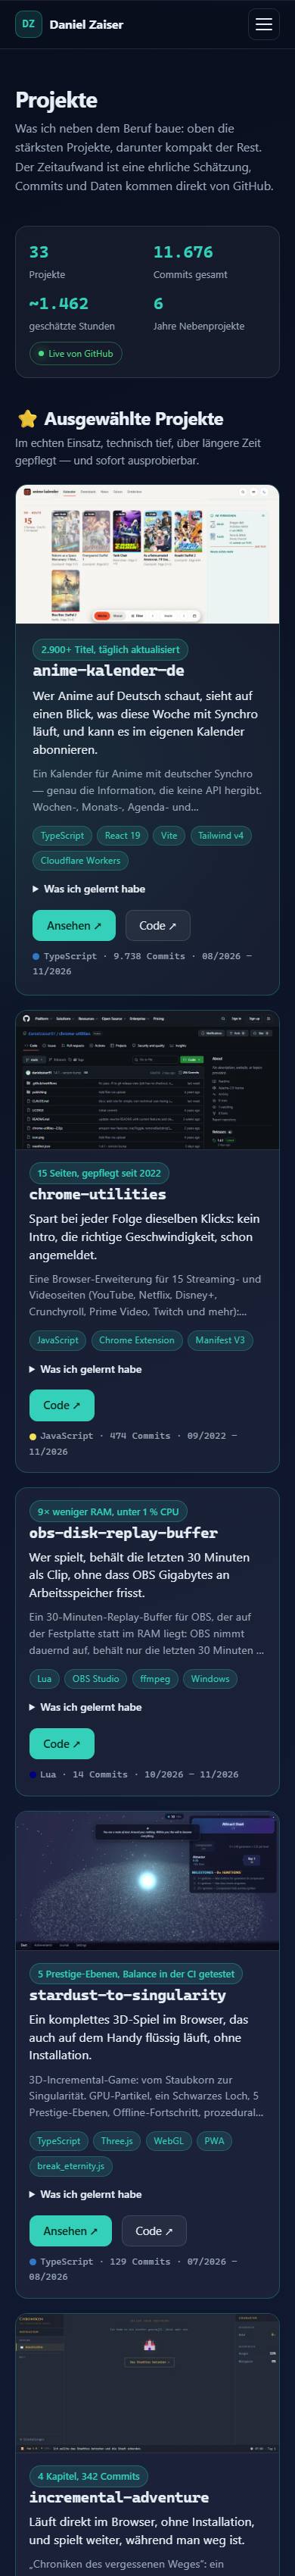 DZ Daniel Zaiser
Projekte
Was ich neben dem Beruf baue: oben die
stärksten Projekte, darunter kompakt der Rest.
Der Zeitaufwand ist eine ehrliche Schätzung,
Commits und Daten kommen direkt von GitHub.
33 11.676
Projekte Commits gesamt
~1.462 6
geschätzte Stunden Jahre Nebenprojekte
Live von GitHub
⭐ Ausgewählte Projekte
Im echten Einsatz, technisch tief, über längere Zeit
gepflegt — und sofort ausprobierbar.
2.900+ Titel, täglich aktualisiert
anime-kalender-de
Wer Anime auf Deutsch schaut, sieht auf
einen Blick, was diese Woche mit Synchro
läuft, und kann es im eigenen Kalender
abonnieren.
Ein Kalender für Anime mit deutscher Synchro
— genau die Information, die keine API hergibt.
Wochen-, Monats-, Agenda- und...
TypeScript React 19 Vite Tailwind v4
Cloudflare Workers
▶ Was ich gelernt habe
Ansehen ↗ Code ↗
TypeScript · 9.738 Commits · 08/2026 –
11/2026
15 Seiten, gepflegt seit 2022
chrome-utilities
Spart bei jeder Folge dieselben Klicks: kein
Intro, die richtige Geschwindigkeit, schon
angemeldet.
Eine Browser-Erweiterung für 15 Streaming- und
Videoseiten (YouTube, Netflix, Disney+,
Crunchyroll, Prime Video, Twitch und mehr):...
JavaScript Chrome Extension Manifest V3
▶ Was ich gelernt habe
Code ↗
JavaScript · 474 Commits · 09/2022 –
11/2026
9× weniger RAM, unter 1 % CPU
obs-disk-replay-buffer
Wer spielt, behält die letzten 30 Minuten
als Clip, ohne dass OBS Gigabytes an
Arbeitsspeicher frisst.
Ein 30-Minuten-Replay-Buffer für OBS, der auf
der Festplatte statt im RAM liegt: OBS nimmt
dauernd auf, behält nur die letzten 30 Minuten ...
Lua OBS Studio ffmpeg Windows
▶ Was ich gelernt habe
Code ↗
Lua · 14 Commits · 10/2026 – 11/2026
5 Prestige-Ebenen, Balance in der CI getestet
stardust-to-singularity
Ein komplettes 3D-Spiel im Browser, das
auch auf dem Handy flüssig läuft, ohne
Installation.
3D-Incremental-Game: vom Staubkorn zur
Singularität. GPU-Partikel, ein Schwarzes Loch, 5
Prestige-Ebenen, Offline-Fortschritt, prozedural...
TypeScript Three.js WebGL PWA
break_eternity.js
▶ Was ich gelernt habe
Ansehen ↗ Code ↗
TypeScript · 129 Commits · 07/2026 –
08/2026
4 Kapitel, 342 Commits
incremental-adventure
Läuft direkt im Browser, ohne Installation,
und spielt weiter, während man weg ist.
„Chroniken des vergessenen Weges“: ein